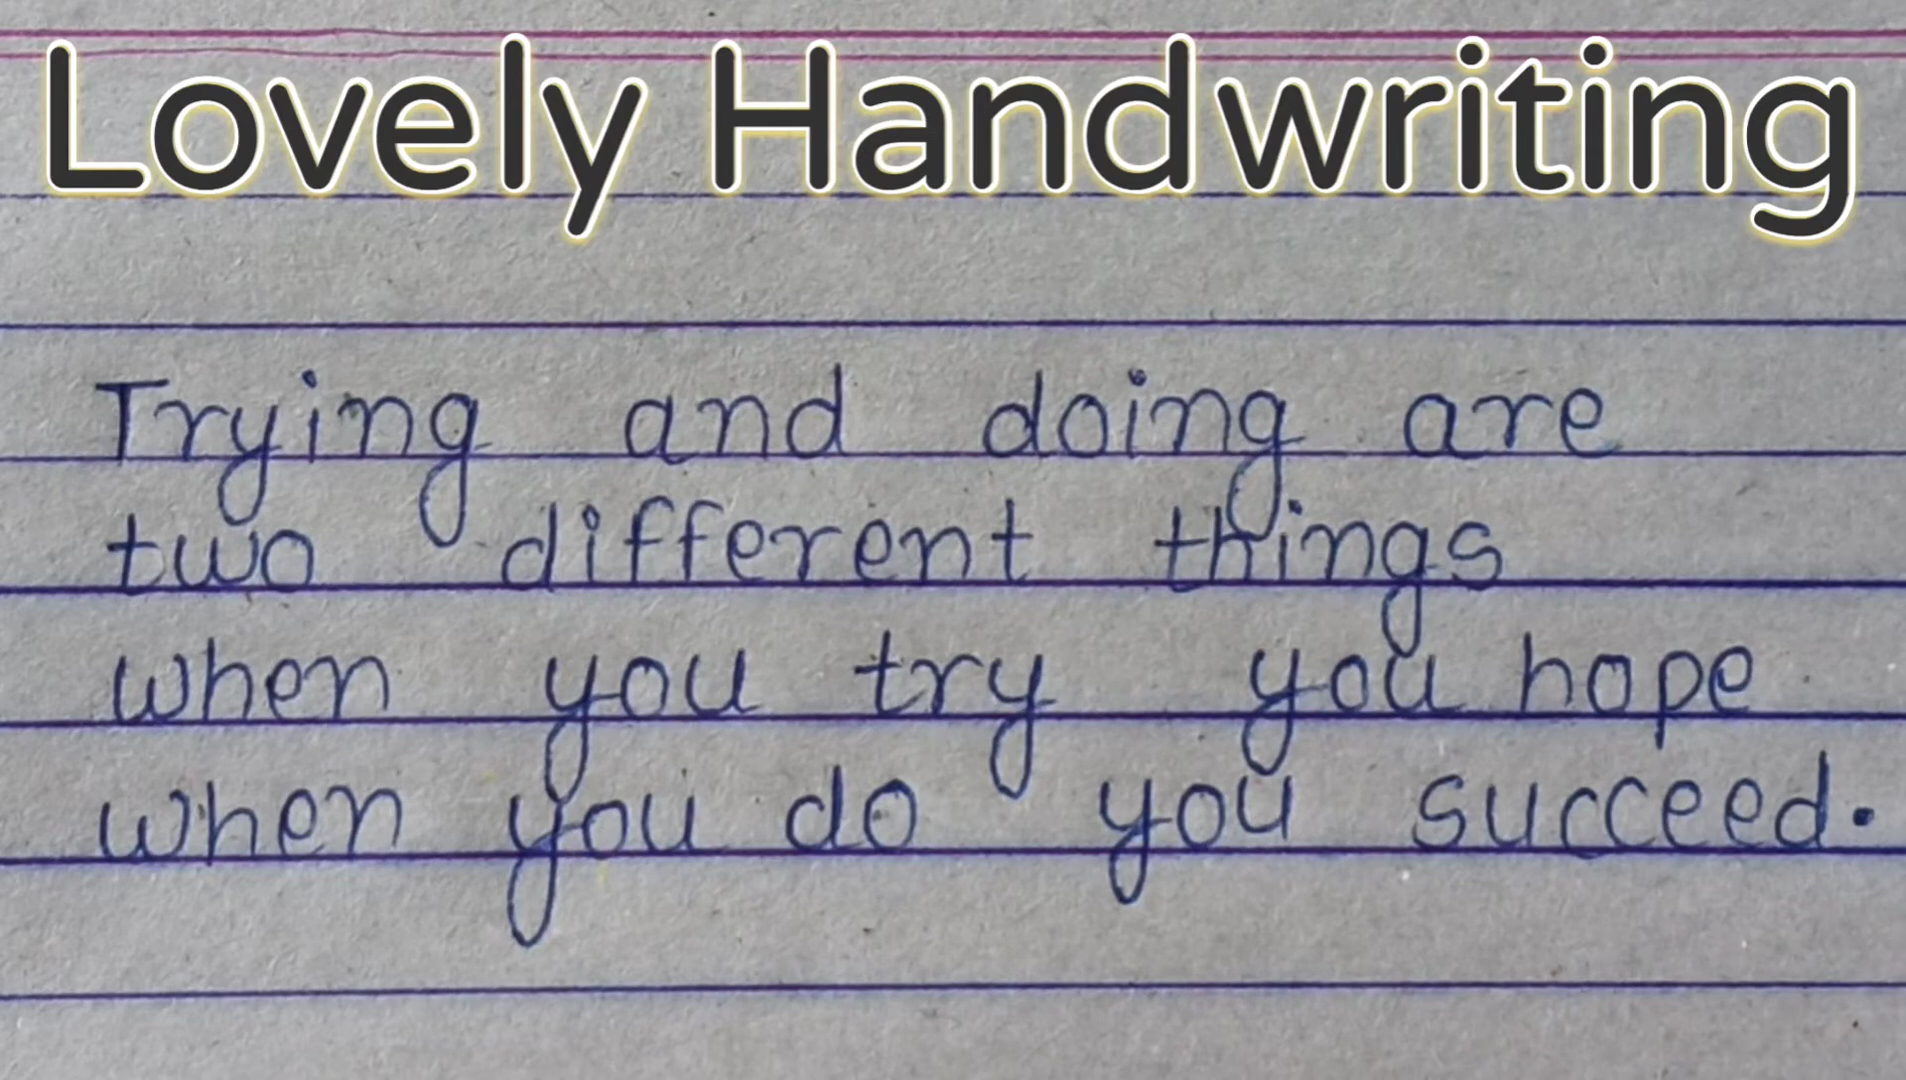 Lovely Handwriting
Trying and doing are
two different things
when you try you hope
when you do you succeed.